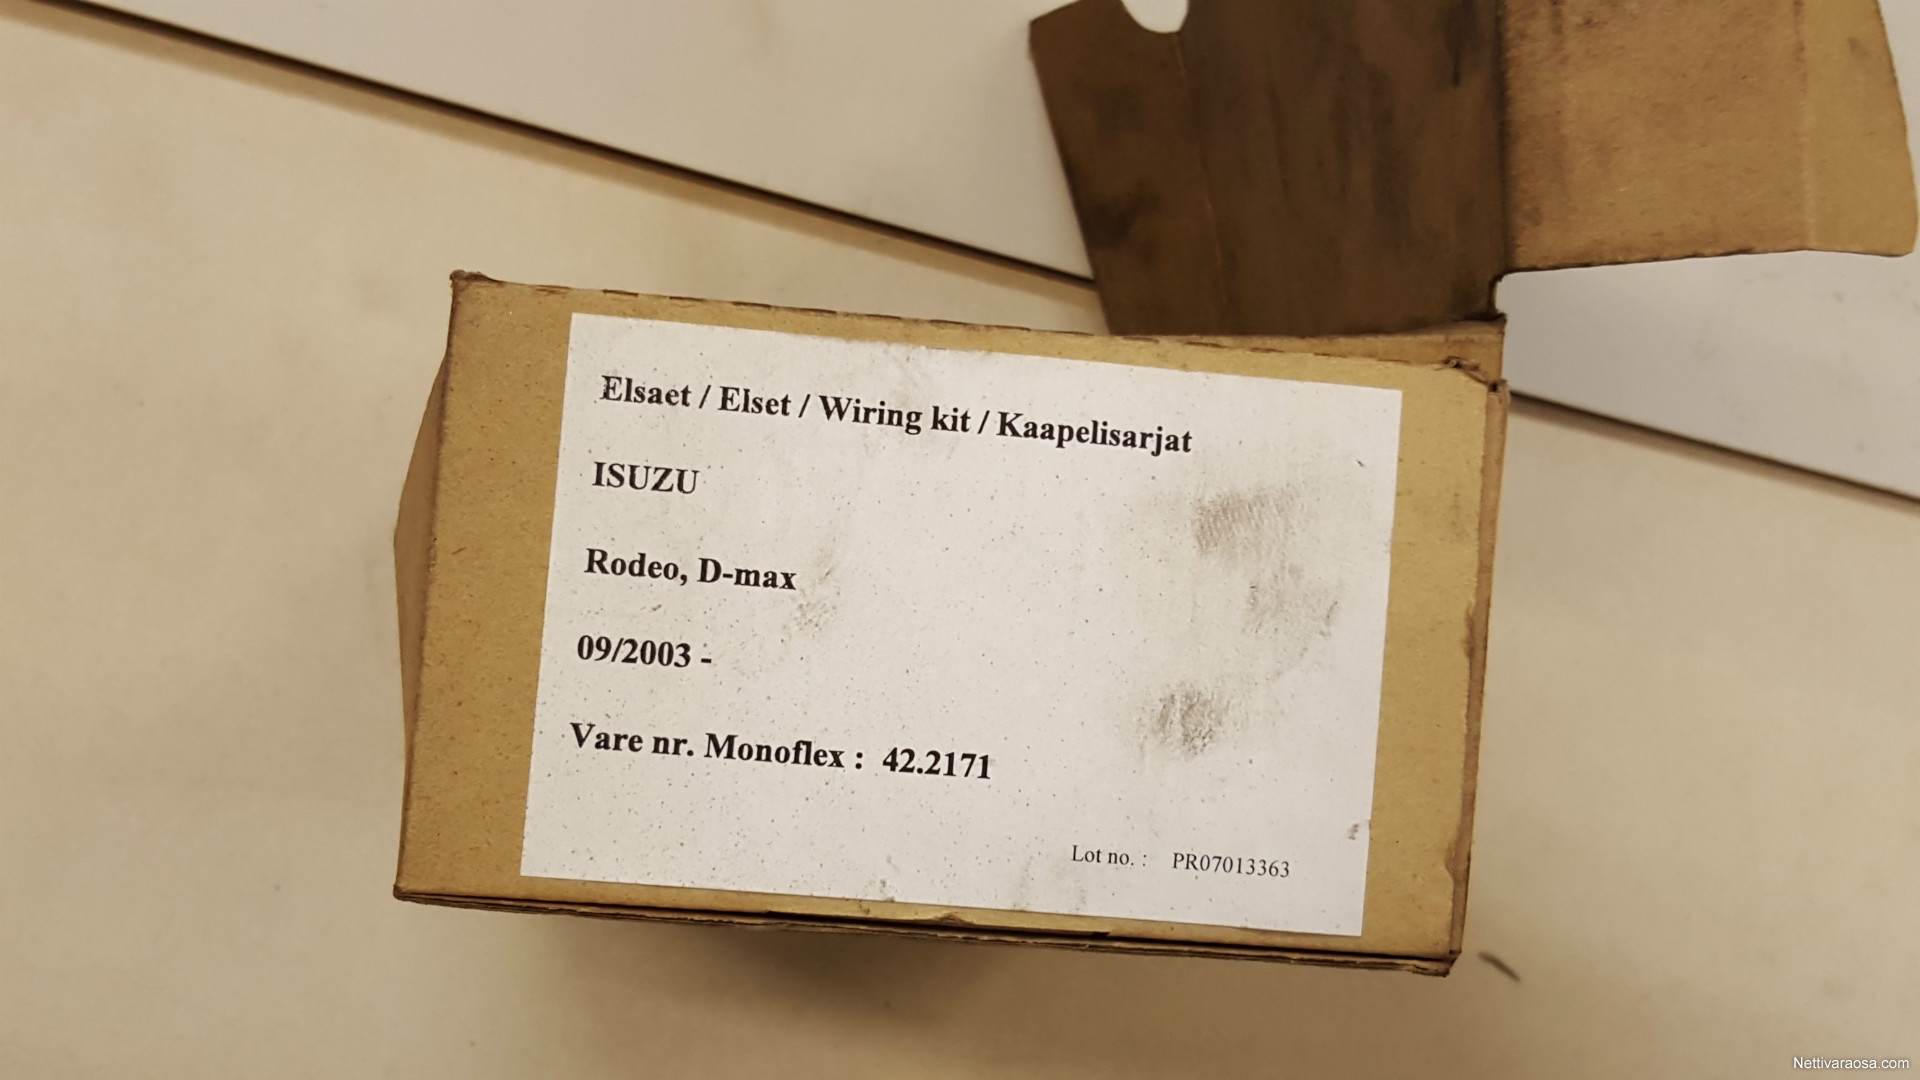 Elsaet / Elset / Wiring kit / Kaapelisarjat
ISUZU
Rodeo, D-max
09/2003 -
Vare nr. Monoflex : 42.2171
Lot no. : PR07013363
Nettivaraosa.com